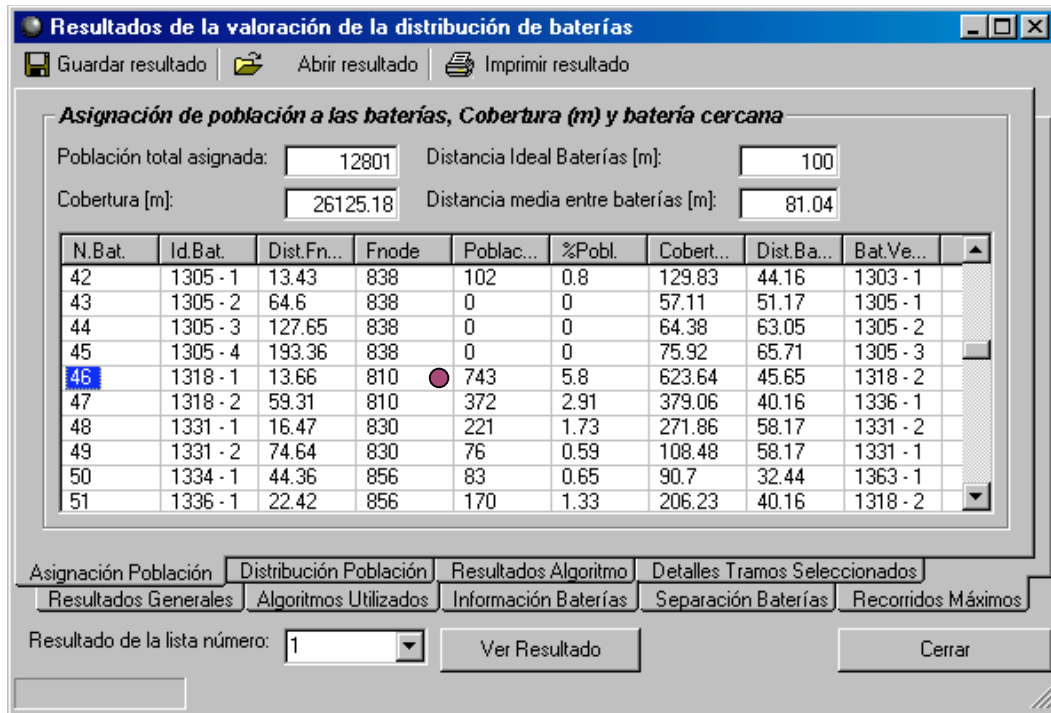 Resultados de la valoración de la distribución de baterías
Guardar resultado Abrir resultado Imprimir resultado
Asignación de población a las baterías, Cobertura (m) y batería cercana
Población total asignada: 12801 Distancia Ideal Baterías [m]: 100
Cobertura [m]: 26125.18 Distancia media entre baterías [m]: 81.04
N.Bat. Id.Bat. Dist.Fn... Fnode Poblac... %Pobl. Cobert... Dist.Ba... Bat.Ve...
42 1305 - 1 13.43 838 102 0.8 129.83 44.16 1303 - 1
43 1305 - 2 64.6 838 0 0 57.11 51.17 1305 - 1
44 1305 - 3 127.65 838 0 0 64.38 63.05 1305 - 2
45 1305 - 4 193.36 838 0 0 75.92 65.71 1305 - 3
46 1318 - 1 13.66 810 743 5.8 623.64 45.65 1318 - 2
47 1318 - 2 59.31 810 372 2.91 379.06 40.16 1336 - 1
48 1331 - 1 16.47 830 221 1.73 271.86 58.17 1331 - 2
49 1331 - 2 74.64 830 76 0.59 108.48 58.17 1331 - 1
50 1334 - 1 44.36 856 83 0.65 90.7 32.44 1363 - 1
51 1336 - 1 22.42 856 170 1.33 206.23 40.16 1318 - 2
Asignación Población Distribución Población Resultados Algoritmo Detalles Tramos Seleccionados
Resultados Generales Algoritmos Utilizados Información Baterías Separación Baterías Recorridos Máximos
Resultado de la lista número: 1 Ver Resultado Cerrar